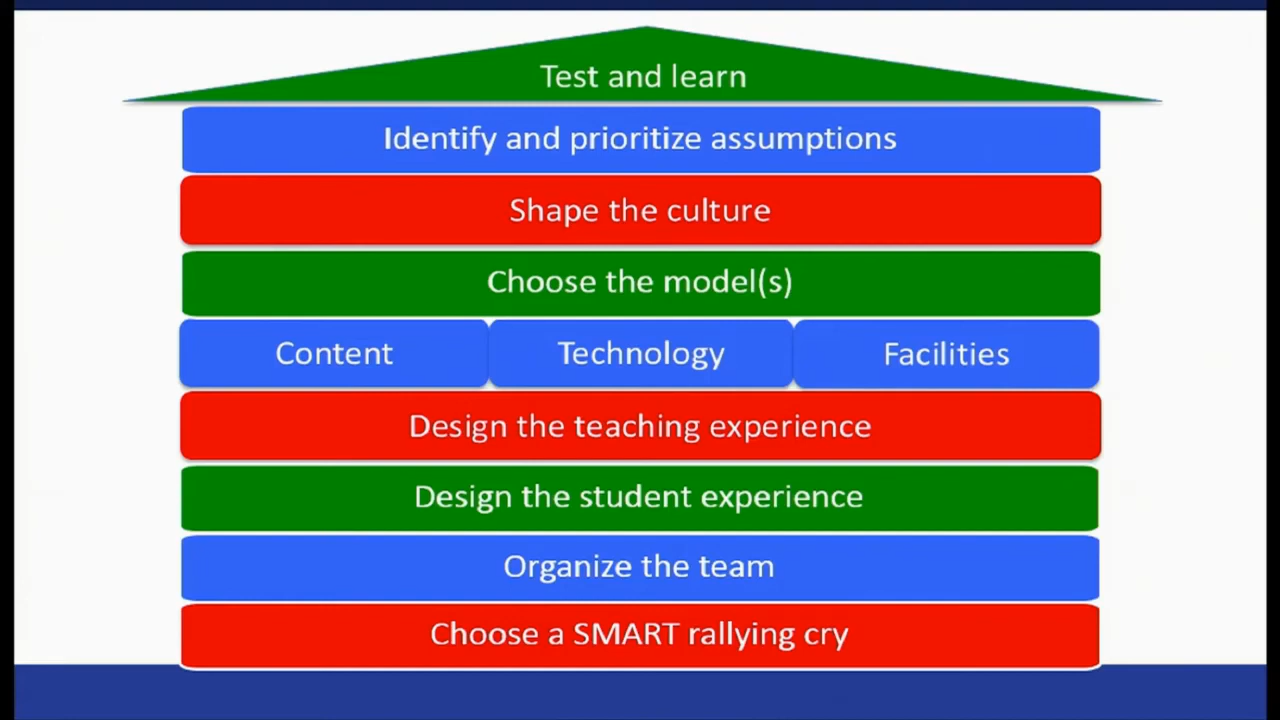 Test and learn
Identify and prioritize assumptions
Shape the culture
Choose the model(s)
Content
Technology
Facilities
Design the teaching experience
Design the student experience
Organize the team
Choose a SMART rallying cry